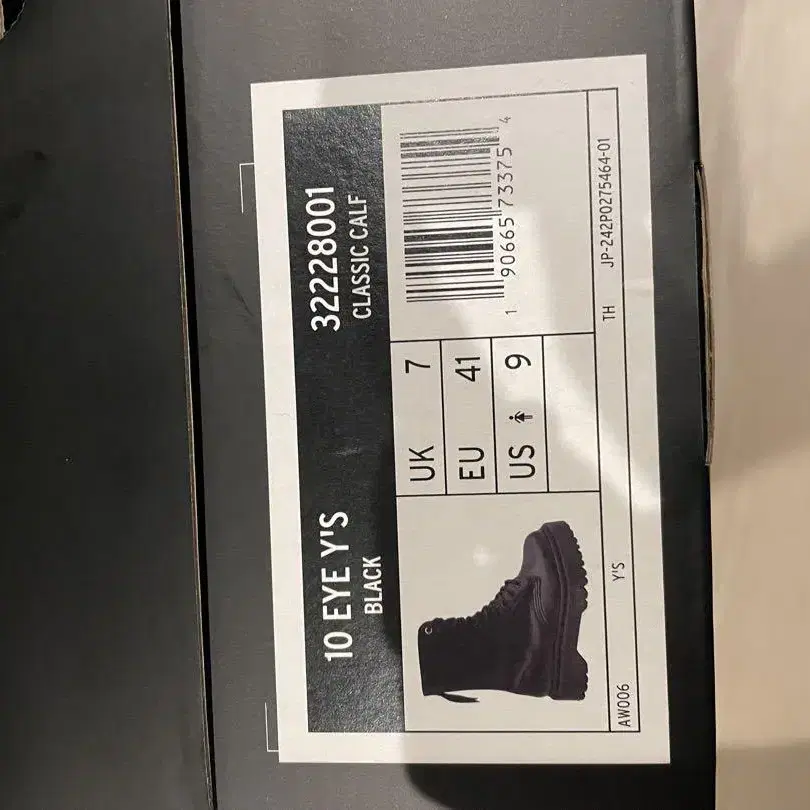 10 EYE Y'S 32228001
BLACK CLASSIC CALF
UK 7
EU 41
US 9
1 90665 73375 4
AW006 Y'S TH JP-242P0275464-01